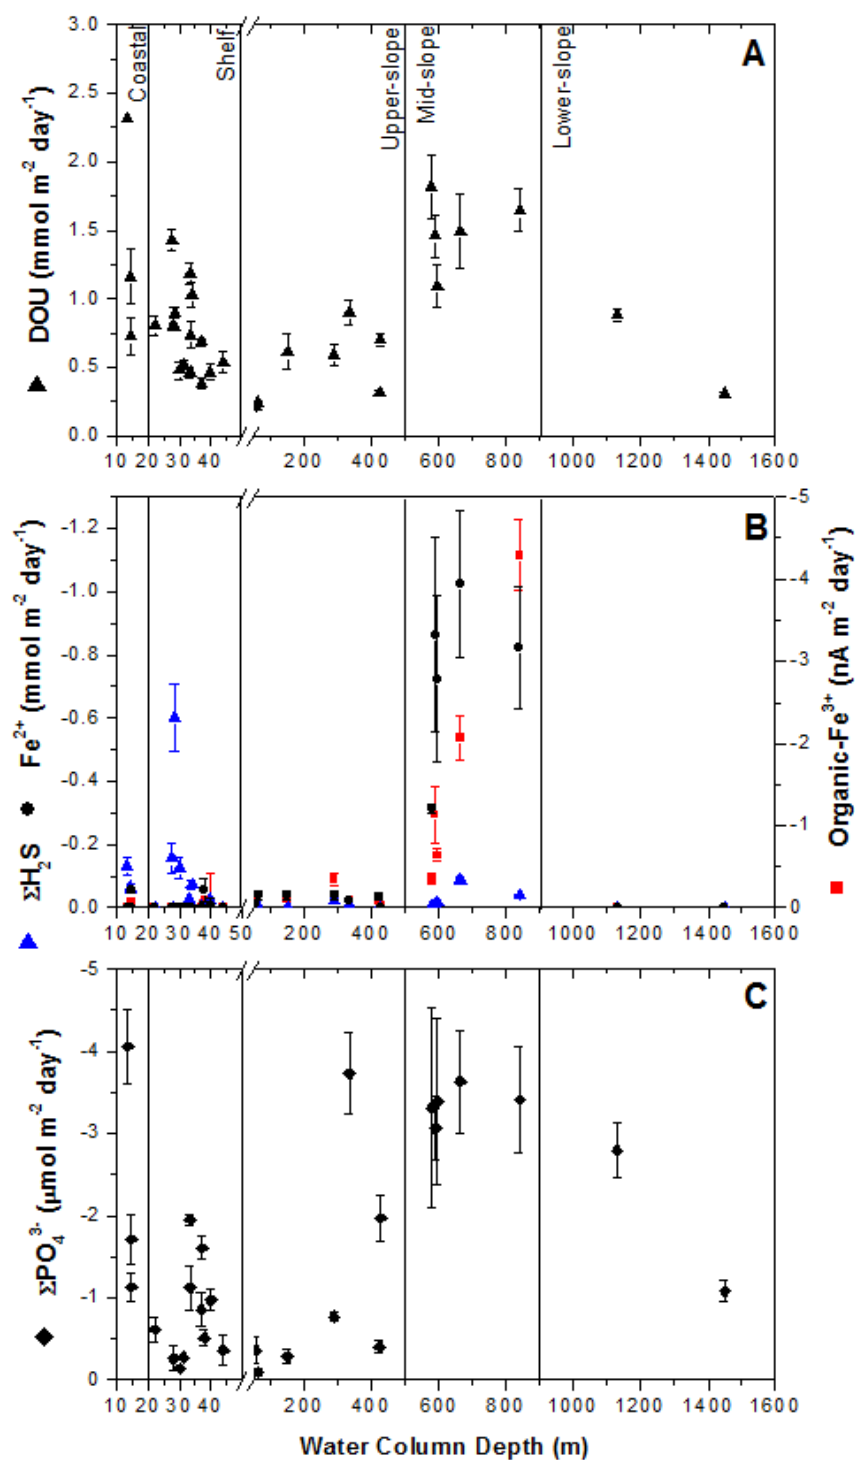 A
Coastal
Shelf
Upper-slope
Mid-slope
Lower-slope
DOU (mmol m⁻² day⁻¹)
3.0
2.5
2.0
1.5
1.0
0.5
0.0
10 20 30 40 200 400 600 800 1000 1200 1400 1600
B
ΣH₂S Fe²⁺ (mmol m⁻² day⁻¹)
-1.2
-1.0
-0.8
-0.6
-0.4
-0.2
0.0
Organic-Fe³⁺ (nA m⁻² day⁻¹)
-5
-4
-3
-2
-1
0
10 20 30 40 50 200 400 600 800 1000 1200 1400 1600
C
ΣPO₄³⁻ (μmol m⁻² day⁻¹)
-5
-4
-3
-2
-1
0
10 20 30 40 200 400 600 800 1000 1200 1400 1600
Water Column Depth (m)